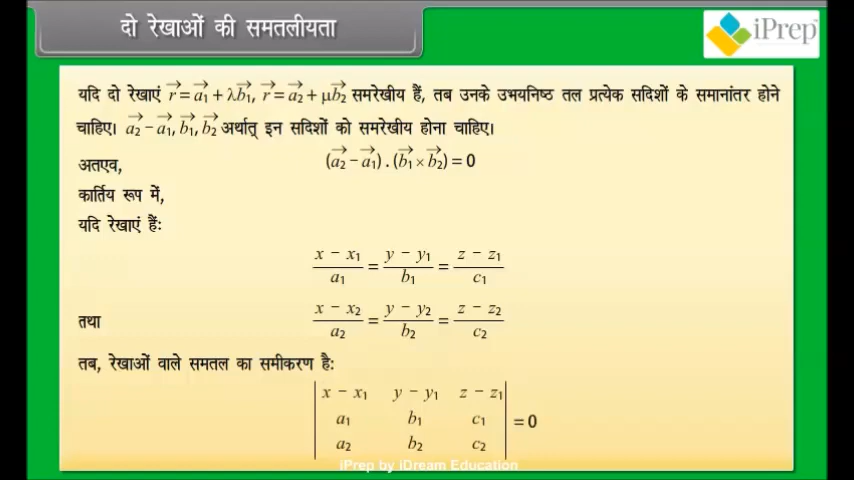 दो रेखाओं की समतलीयता
iPrep
यदि दो रेखाएं r⃗ = a⃗₁ + λb⃗₁, r⃗ = a⃗₂ + μb⃗₂ समरेखीय हैं, तब उनके उभयनिष्ठ तल प्रत्येक सदिशों के समानांतर होने
चाहिए। a⃗₂ − a⃗₁, b⃗₁, b⃗₂ अर्थात् इन सदिशों को समरेखीय होना चाहिए।
अतएव, (a⃗₂ − a⃗₁) . (b⃗₁ × b⃗₂) = 0
कार्तिय रूप में,
यदि रेखाएं हैंः
(x − x₁)/a₁ = (y − y₁)/b₁ = (z − z₁)/c₁
तथा (x − x₂)/a₂ = (y − y₂)/b₂ = (z − z₂)/c₂
तब, रेखाओं वाले समतल का समीकरण हैः
| x − x₁ y − y₁ z − z₁ |
| a₁ b₁ c₁ | = 0
| a₂ b₂ c₂ |
iPrep by iDream Education